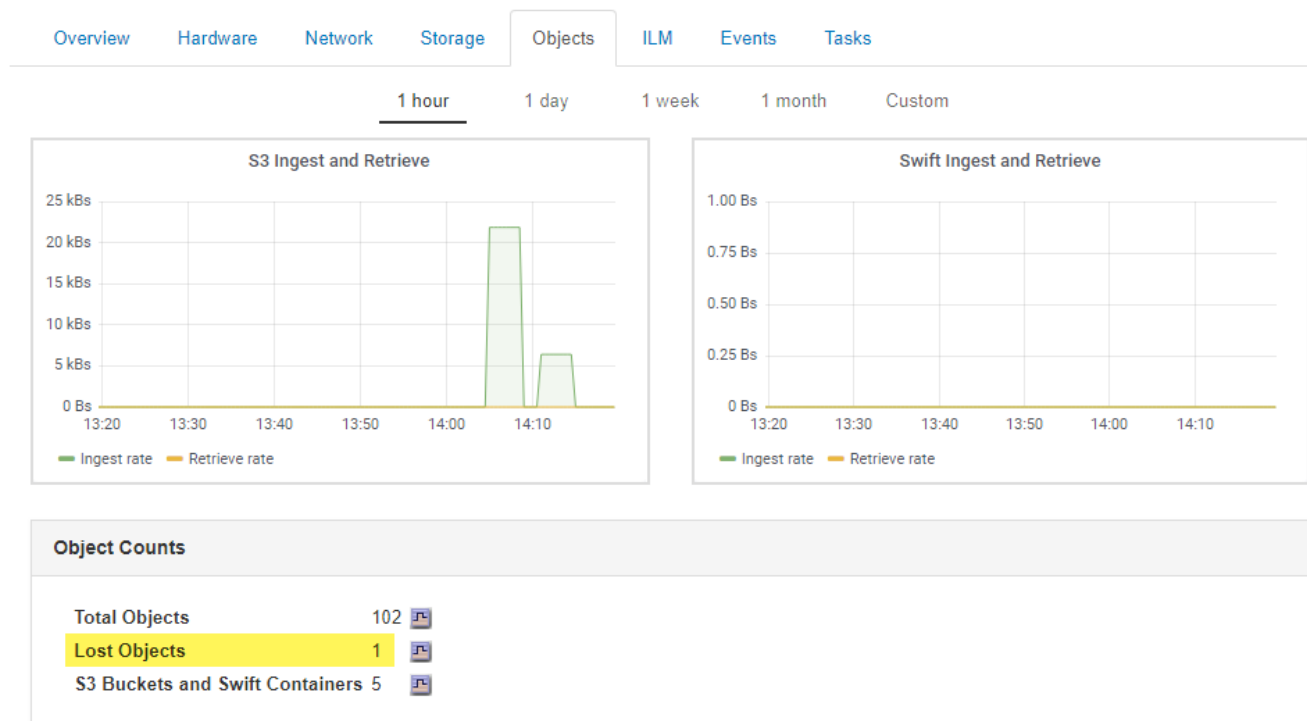 Overview Hardware Network Storage Objects ILM Events Tasks
1 hour 1 day 1 week 1 month Custom
S3 Ingest and Retrieve
25 kBs
20 kBs
15 kBs
10 kBs
5 kBs
0 Bs
13:20 13:30 13:40 13:50 14:00 14:10
Ingest rate Retrieve rate
Swift Ingest and Retrieve
1.00 Bs
0.75 Bs
0.50 Bs
0.25 Bs
0 Bs
13:20 13:30 13:40 13:50 14:00 14:10
Ingest rate Retrieve rate
Object Counts
Total Objects 102
Lost Objects 1
S3 Buckets and Swift Containers 5